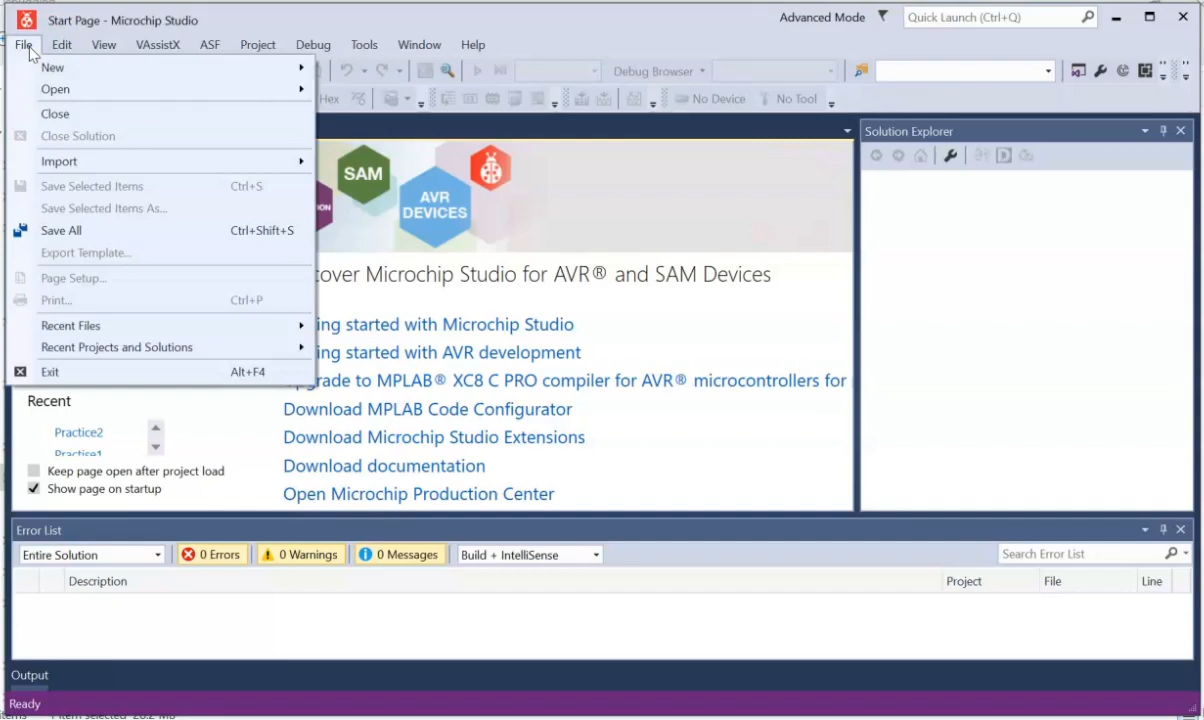 Start Page - Microchip Studio
Advanced Mode
Quick Launch (Ctrl+Q)
File Edit View VAssistX ASF Project Debug Tools Window Help
Debug Browser
Hex
No Device
No Tool
New
Open
Close
Close Solution
Import
Save Selected Items Ctrl+S
Save Selected Items As...
Save All Ctrl+Shift+S
Export Template...
Page Setup...
Print... Ctrl+P
Recent Files
Recent Projects and Solutions
Exit Alt+F4
SAM
AVR
DEVICES
ION
cover Microchip Studio for AVR® and SAM Devices
ing started with Microchip Studio
ing started with AVR development
grade to MPLAB® XC8 C PRO compiler for AVR® microcontrollers for
Download MPLAB Code Configurator
Download Microchip Studio Extensions
Download documentation
Open Microchip Production Center
Recent
Practice2
Practise1
Keep page open after project load
Show page on startup
Solution Explorer
Error List
Entire Solution
0 Errors
0 Warnings
0 Messages
Build + IntelliSense
Search Error List
Description Project File Line
Output
Ready